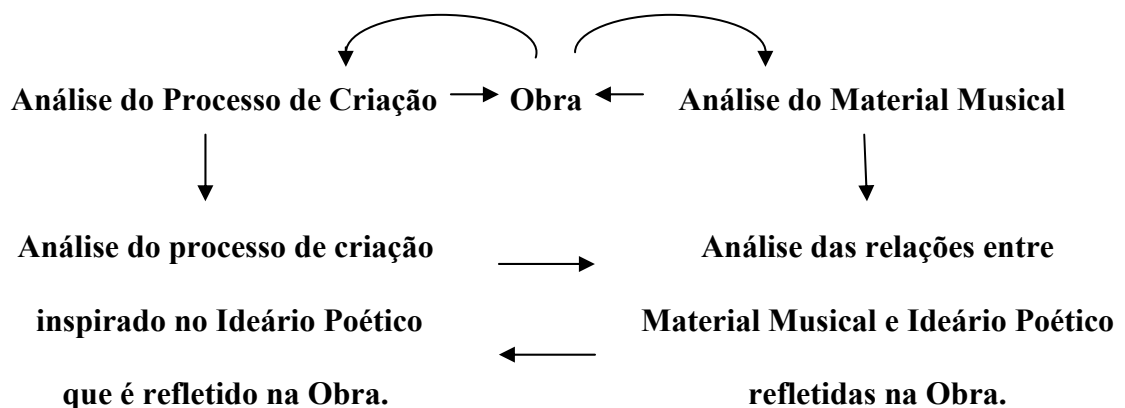 Análise do Processo de Criação Obra Análise do Material Musical
Análise do processo de criação
inspirado no Ideário Poético
que é refletido na Obra.
Análise das relações entre
Material Musical e Ideário Poético
refletidas na Obra.